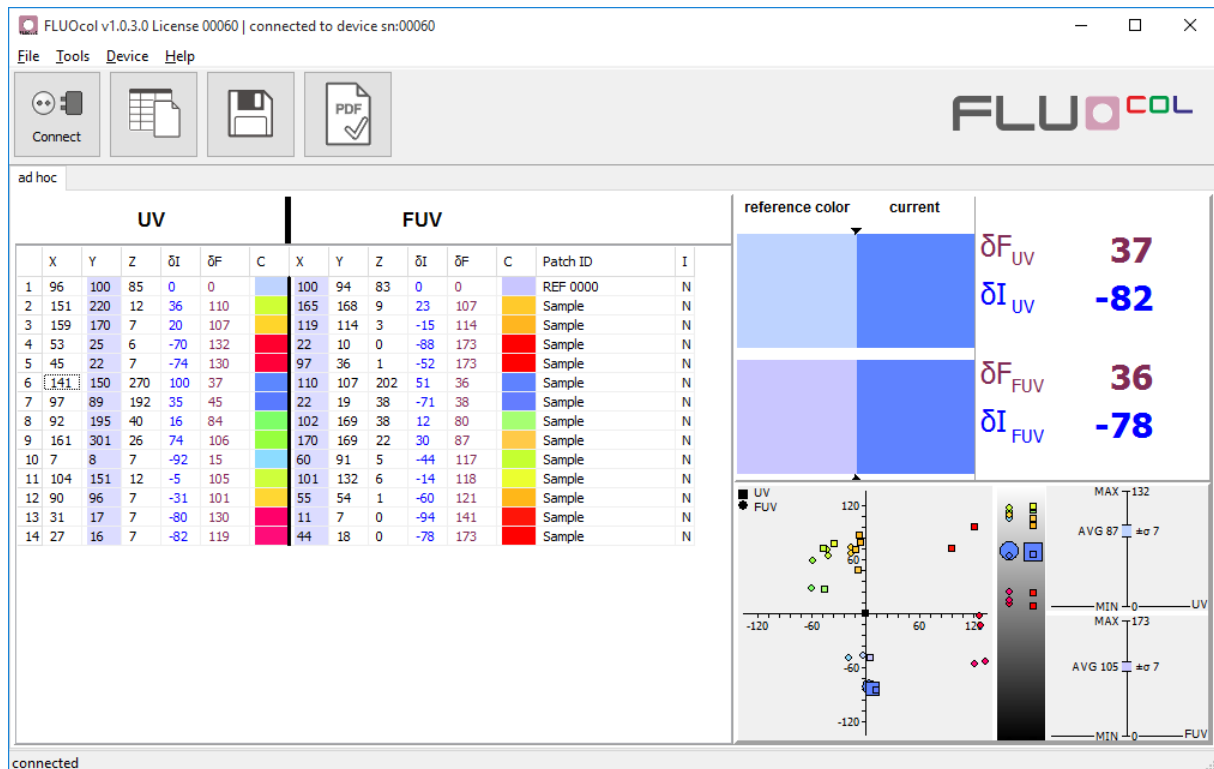 FLUOcol v1.0.3.0 License 00060 | connected to device sn:00060
File Tools Device Help
Connect
PDF
FLUO COL
ad hoc
UV FUV
X Y Z δI δF C X Y Z δI δF C Patch ID I
1 96 100 85 0 0 100 94 83 0 0 REF 0000 N
2 151 220 12 36 110 165 168 9 23 107 Sample N
3 159 170 7 20 107 119 114 3 -15 114 Sample N
4 53 25 6 -70 132 22 10 0 -88 173 Sample N
5 45 22 7 -74 130 97 36 1 -52 173 Sample N
6 141 150 270 100 37 110 107 202 51 36 Sample N
7 97 89 192 35 45 22 19 38 -71 38 Sample N
8 92 195 40 16 84 102 169 38 12 80 Sample N
9 161 301 26 74 106 170 169 22 30 87 Sample N
10 7 8 7 -92 15 60 91 5 -44 117 Sample N
11 104 151 12 -5 105 101 132 6 -14 118 Sample N
12 90 96 7 -31 101 55 54 1 -60 121 Sample N
13 31 17 7 -80 130 11 7 0 -94 141 Sample N
14 27 16 7 -82 119 44 18 0 -78 173 Sample N
reference color current
δF UV 37
δI UV -82
δF FUV 36
δI FUV -78
UV
FUV
120
60
-120 -60 60 120
-60
-120
MAX 132
AVG 87 ±σ 7
MIN 0 UV
MAX 173
AVG 105 ±σ 7
MIN 0 FUV
connected